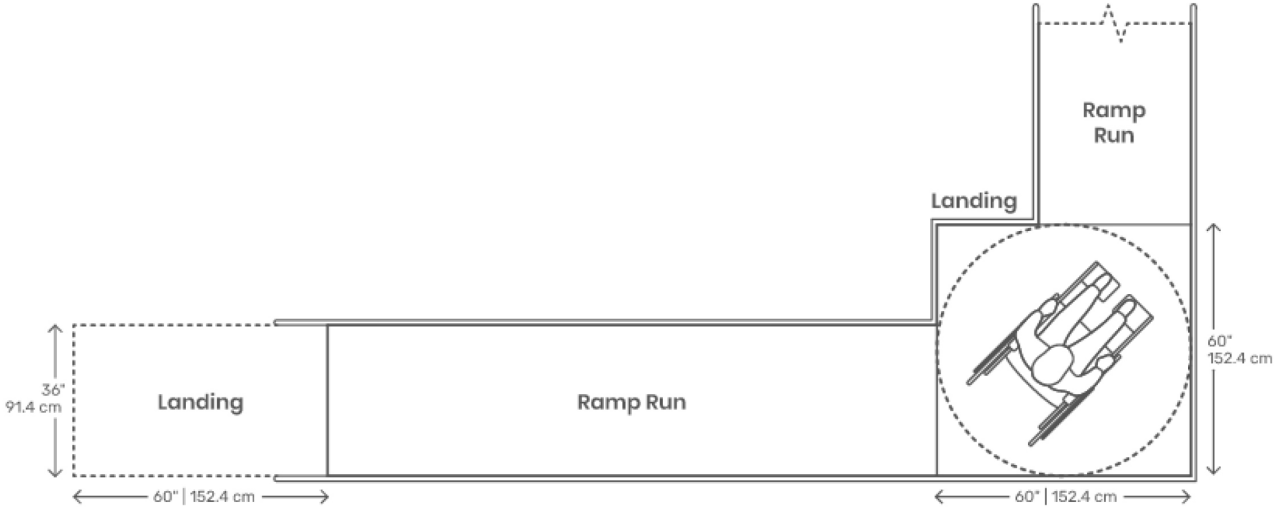 Ramp
Run
Landing
60"
152.4 cm
36"
91.4 cm
Landing
Ramp Run
60" | 152.4 cm
60" | 152.4 cm